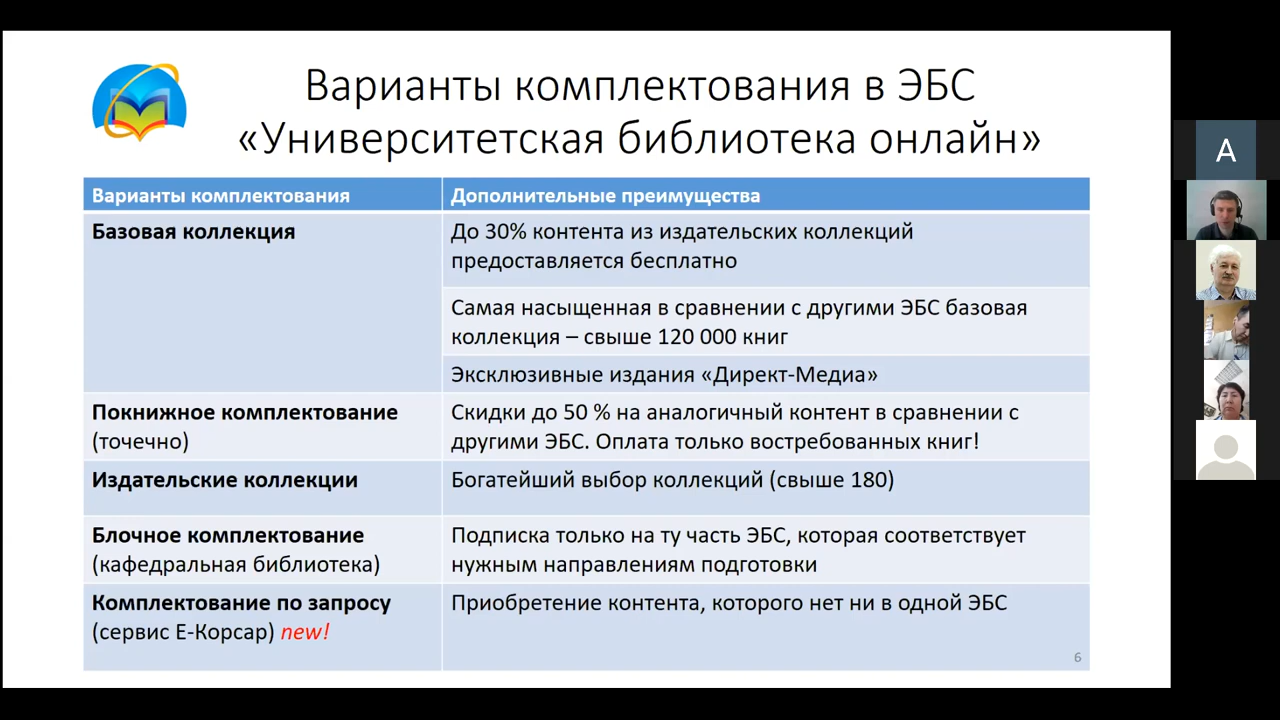 Варианты комплектования в ЭБС
«Университетская библиотека онлайн»
Варианты комплектования
Дополнительные преимущества
Базовая коллекция
До 30% контента из издательских коллекций
предоставляется бесплатно
Самая насыщенная в сравнении с другими ЭБС базовая
коллекция – свыше 120 000 книг
Эксклюзивные издания «Директ-Медиа»
Покнижное комплектование
(точечно)
Скидки до 50 % на аналогичный контент в сравнении с
другими ЭБС. Оплата только востребованных книг!
Издательские коллекции
Богатейший выбор коллекций (свыше 180)
Блочное комплектование
(кафедральная библиотека)
Подписка только на ту часть ЭБС, которая соответствует
нужным направлениям подготовки
Комплектование по запросу
(сервис Е-Корсар) new!
Приобретение контента, которого нет ни в одной ЭБС
6
А